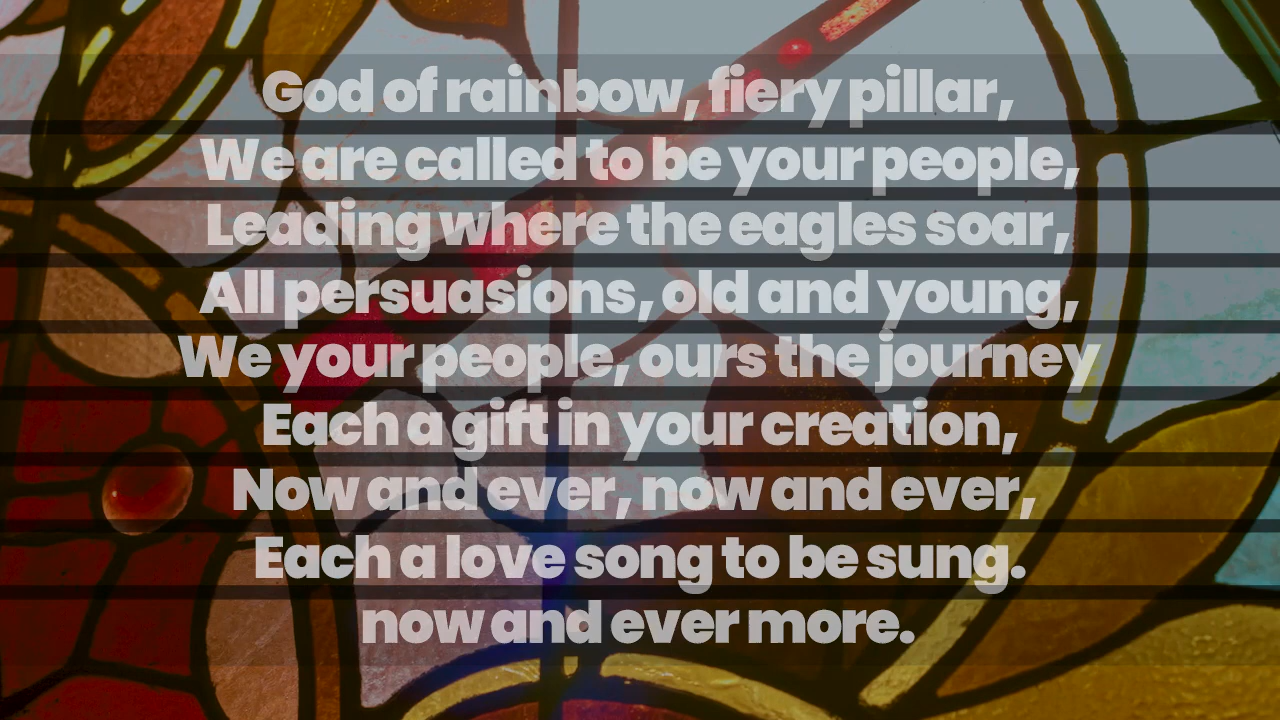 God of rainbow, fiery pillar,
We are called to be your people,
Leading where the eagles soar,
All persuasions, old and young,
We your people, ours the journey
Each a gift in your creation,
Now and ever, now and ever,
Each a love song to be sung.
now and ever more.